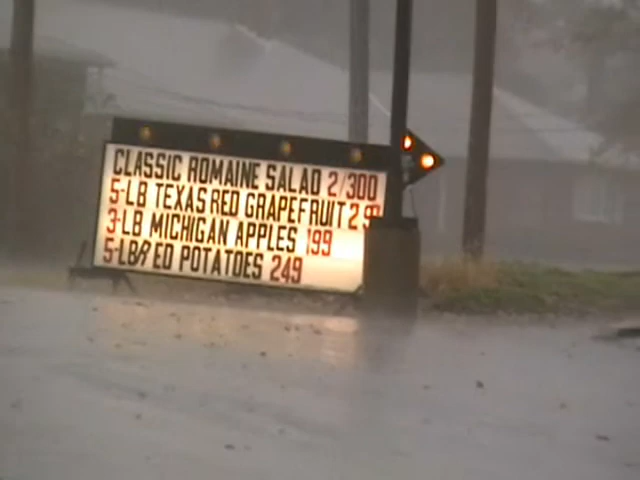 CLASSIC ROMAINE SALAD 2/300
5-LB TEXAS RED GRAPEFRUIT 2 9
3-LB MICHIGAN APPLES 199
5-LB RED POTATOES 249